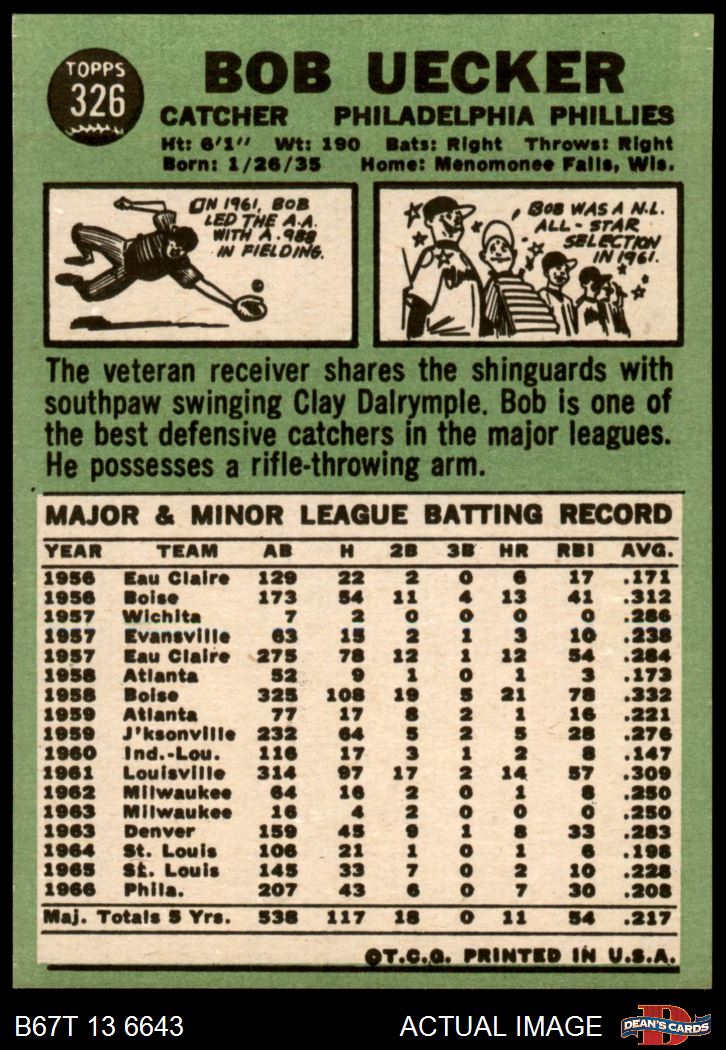 TOPPS
326
BOB UECKER
CATCHER PHILADELPHIA PHILLIES
Ht: 6'1" Wt: 190 Bats: Right Throws: Right
Born: 1/26/35 Home: Menomonee Falls, Wis.
IN 1961, BOB
LED THE A.A.
WITH A .988
IN FIELDING.
BOB WAS A N.L.
ALL-STAR
SELECTION
IN 1961.
The veteran receiver shares the shinguards with
southpaw swinging Clay Dalrymple. Bob is one of
the best defensive catchers in the major leagues.
He possesses a rifle-throwing arm.
MAJOR & MINOR LEAGUE BATTING RECORD
YEAR TEAM AB H 2B 3B HR RBI AVG.
1956 Eau Claire 129 22 2 0 6 17 .171
1956 Boise 173 54 11 4 13 41 .312
1957 Wichita 7 2 0 0 0 0 .286
1957 Evansville 63 15 2 1 3 10 .238
1957 Eau Claire 275 78 12 1 12 54 .284
1958 Atlanta 52 9 1 0 1 3 .173
1958 Boise 325 108 19 5 21 78 .332
1959 Atlanta 77 17 8 2 1 16 .221
1959 J'ksonville 232 64 5 2 5 28 .276
1960 Ind.-Lou. 116 17 3 1 2 8 .147
1961 Louisville 314 97 17 2 14 57 .309
1962 Milwaukee 64 16 2 0 1 8 .250
1963 Milwaukee 16 4 2 0 0 0 .250
1963 Denver 159 45 9 1 8 33 .283
1964 St. Louis 106 21 1 0 1 6 .198
1965 St. Louis 145 33 7 0 2 10 .228
1966 Phila. 207 43 6 0 7 30 .208
Maj. Totals 5 Yrs. 538 117 18 0 11 54 .217
©T.C.G. PRINTED IN U.S.A.
B67T 13 6643 ACTUAL IMAGE
DEAN'S CARDS